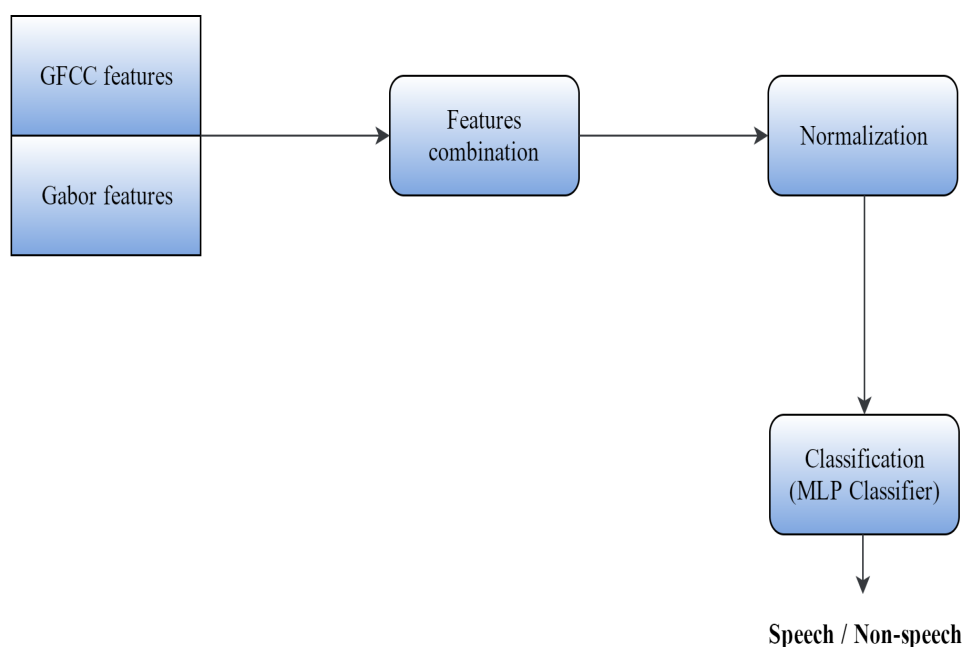 GFCC features
Gabor features
Features
combination
Normalization
Classification
(MLP Classifier)
Speech / Non-speech